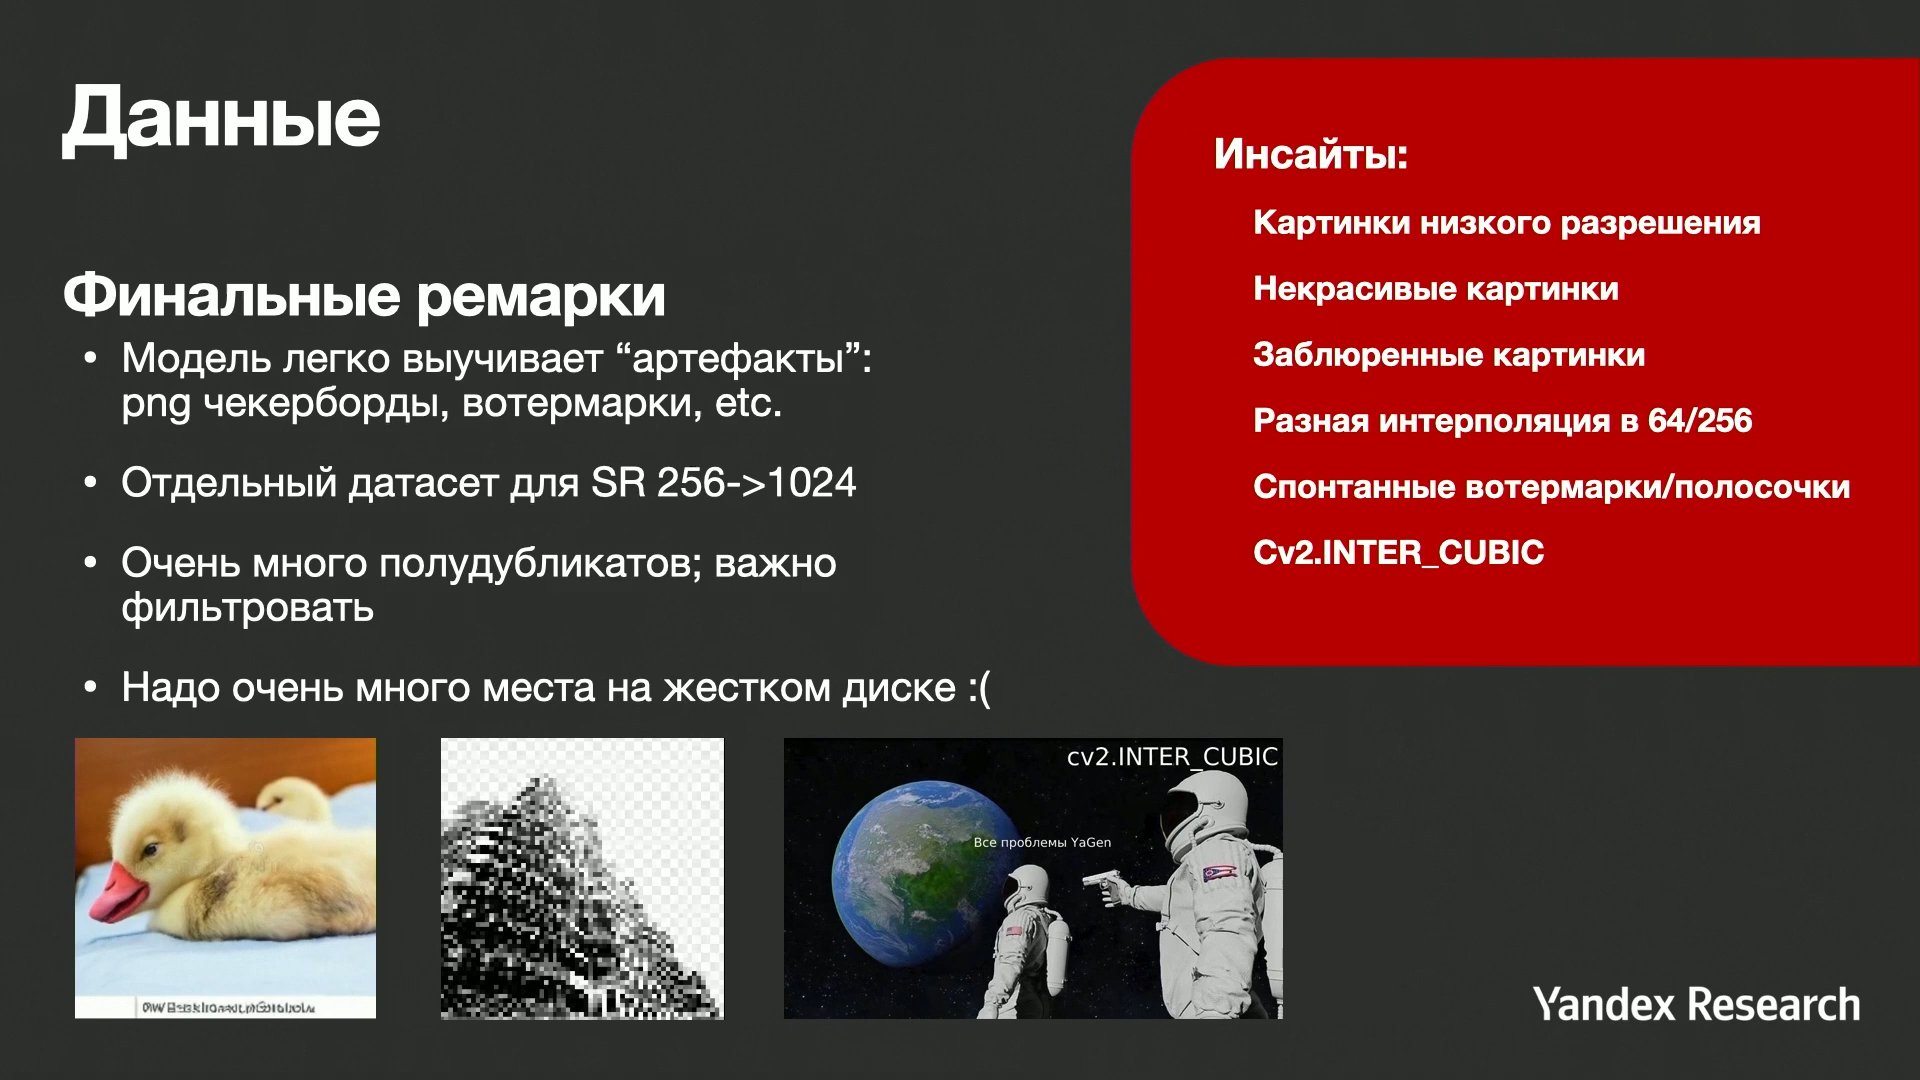 Данные
Финальные ремарки
• Модель легко выучивает “артефакты”:
png чекерборды, вотермарки, etc.
• Отдельный датасет для SR 256->1024
• Очень много полудубликатов; важно
фильтровать
• Надо очень много места на жестком диске :(
Инсайты:
Картинки низкого разрешения
Некрасивые картинки
Заблюренные картинки
Разная интерполяция в 64/256
Спонтанные вотермарки/полосочки
Cv2.INTER_CUBIC
cv2.INTER_CUBIC
Все проблемы YaGen
Yandex Research